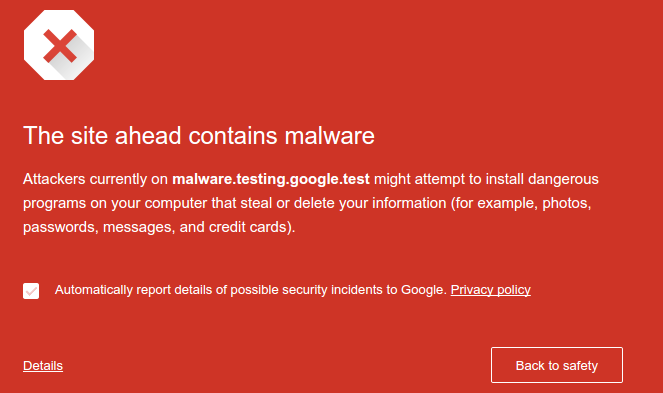 The site ahead contains malware
Attackers currently on malware.testing.google.test might attempt to install dangerous
programs on your computer that steal or delete your information (for example, photos,
passwords, messages, and credit cards).
Automatically report details of possible security incidents to Google. Privacy policy
Details
Back to safety